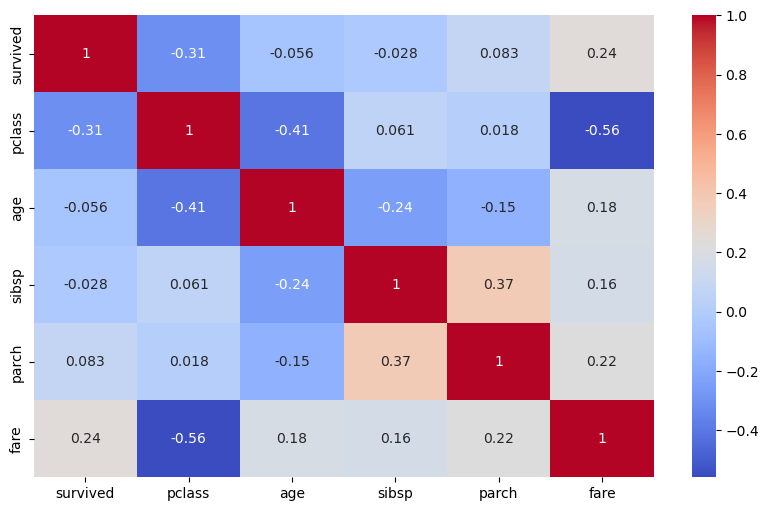 survived 1 -0.31 -0.056 -0.028 0.083 0.24
pclass -0.31 1 -0.41 0.061 0.018 -0.56
age -0.056 -0.41 1 -0.24 -0.15 0.18
sibsp -0.028 0.061 -0.24 1 0.37 0.16
parch 0.083 0.018 -0.15 0.37 1 0.22
fare 0.24 -0.56 0.18 0.16 0.22 1
survived pclass age sibsp parch fare
1.0
0.8
0.6
0.4
0.2
0.0
-0.2
-0.4